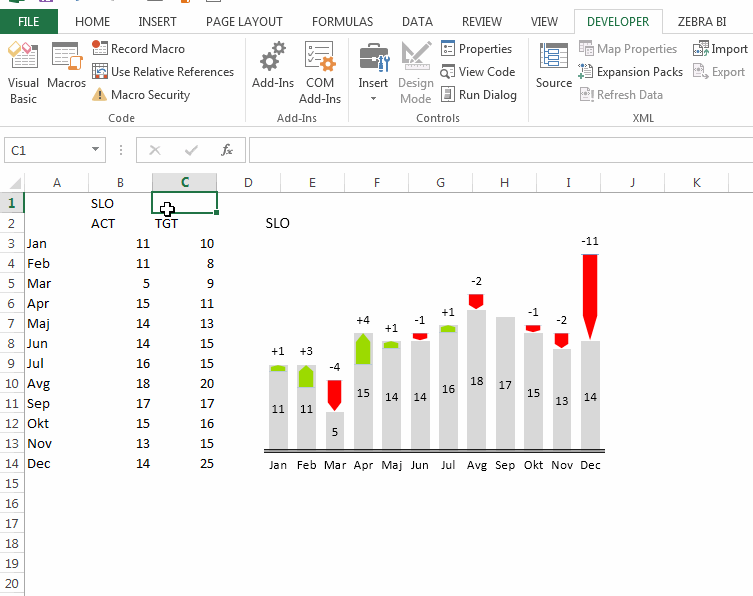 FILE HOME INSERT PAGE LAYOUT FORMULAS DATA REVIEW VIEW DEVELOPER ZEBRA BI
Visual Basic
Macros
Record Macro
Use Relative References
Macro Security
Code
Add-Ins
COM Add-Ins
Add-Ins
Insert
Design Mode
Properties
View Code
Run Dialog
Controls
Source
Map Properties
Expansion Packs
Refresh Data
Import
Export
XML
C1 fx
A B C D E F G H I J K
1 SLO
2 ACT TGT SLO
3 Jan 11 10
4 Feb 11 8
5 Mar 5 9
6 Apr 15 11
7 Maj 14 13
8 Jun 14 15
9 Jul 16 15
10 Avg 18 20
11 Sep 17 17
12 Okt 15 16
13 Nov 13 15
14 Dec 14 25
15
16
17
18
19
20
+1 +3 -4 +4 +1 -1 +1 -2 -1 -2 -11
11 11 5 15 14 14 16 18 17 15 13 14
Jan Feb Mar Apr Maj Jun Jul Avg Sep Okt Nov Dec